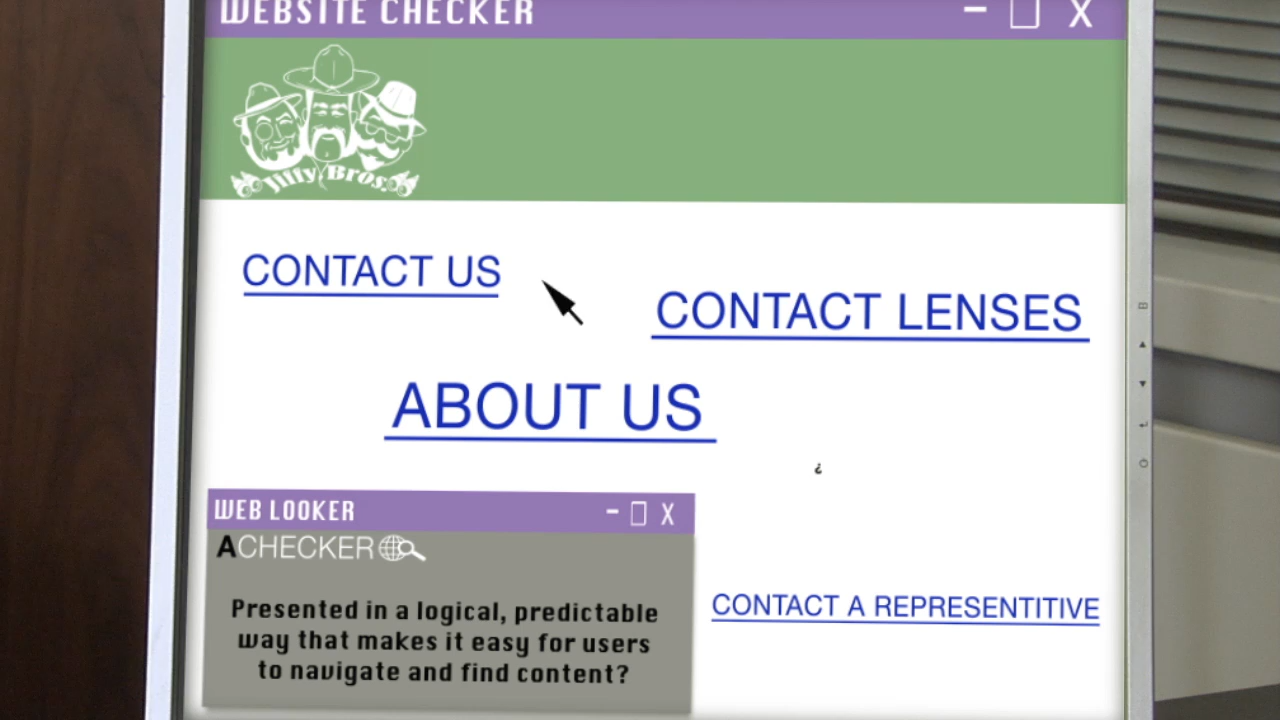 WEBSITE CHECKER
Jiffy Bros.
CONTACT US
CONTACT LENSES
ABOUT US
¿
WEB LOOKER
ACHECKER
Presented in a logical, predictable
way that makes it easy for users
to navigate and find content?
CONTACT A REPRESENTITIVE